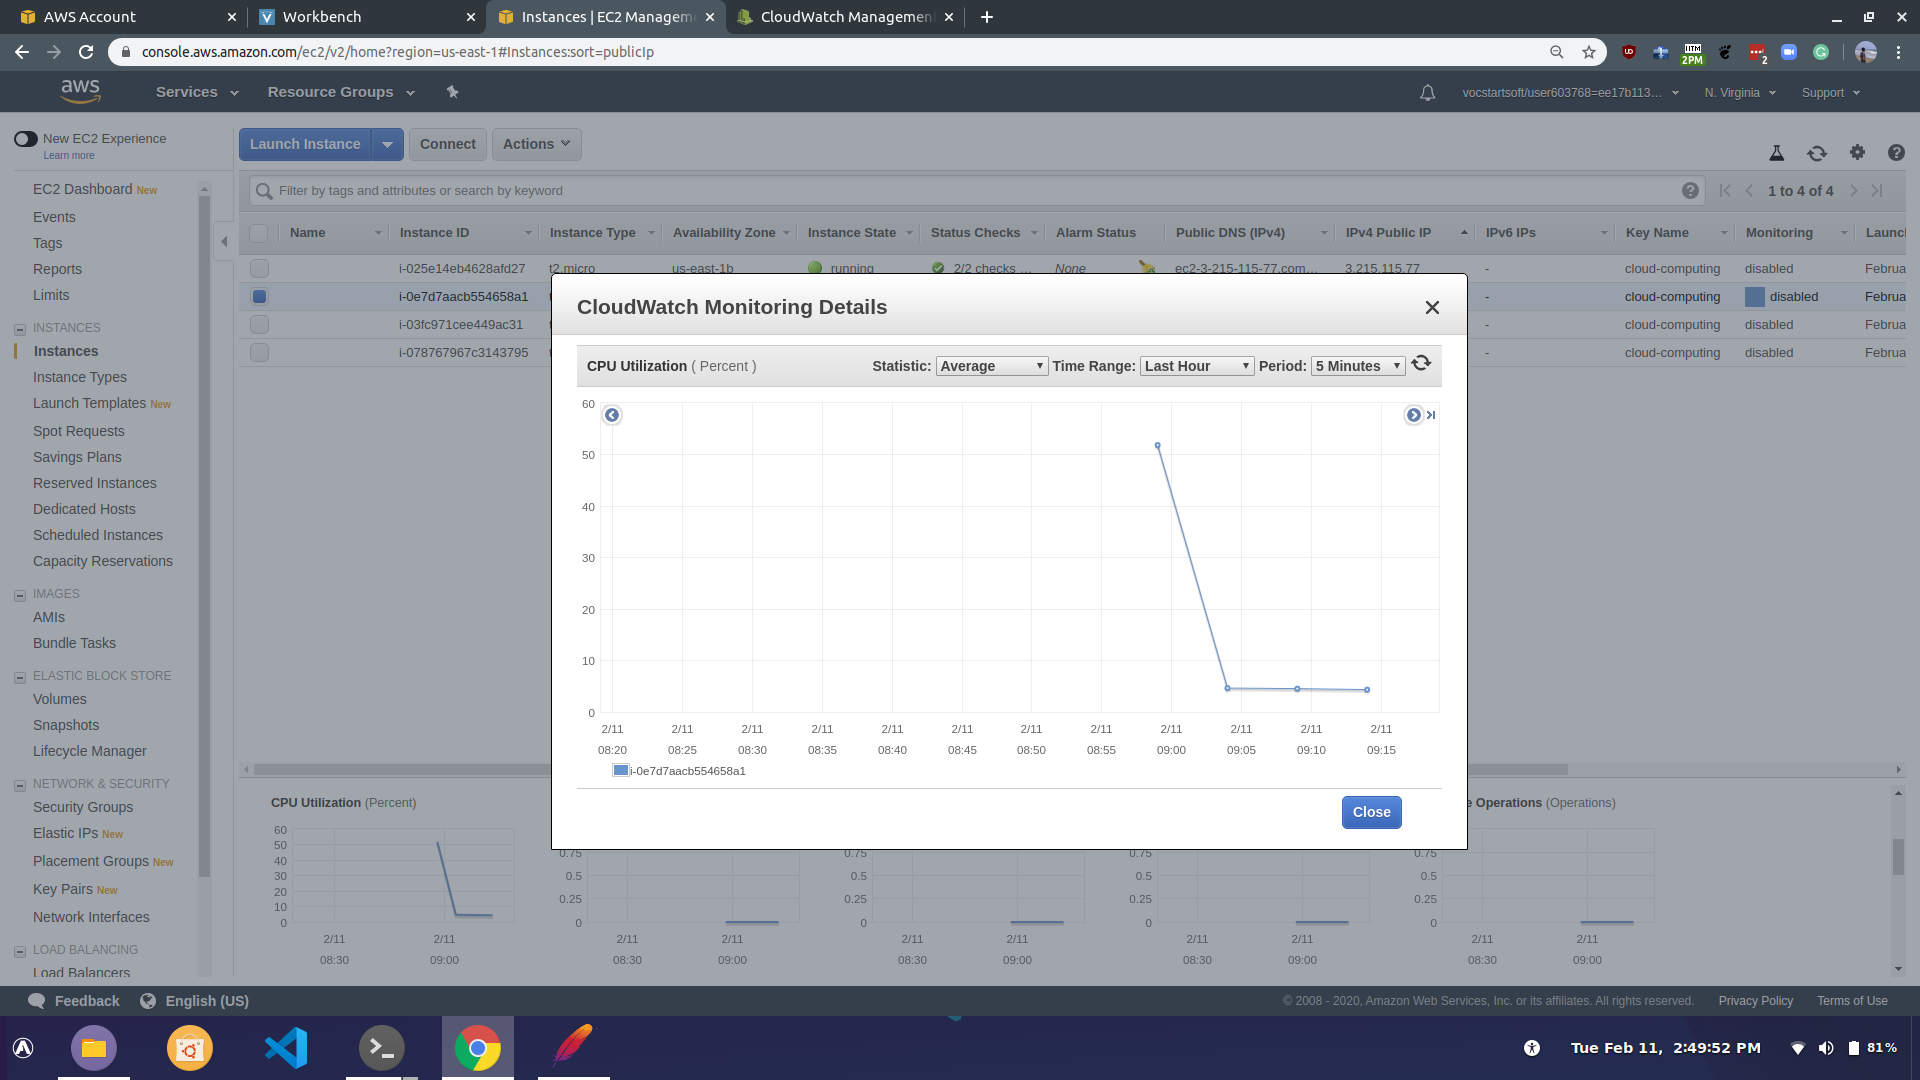 AWS Account
Workbench
Instances | EC2 Managem
CloudWatch Managemen
console.aws.amazon.com/ec2/v2/home?region=us-east-1#Instances:sort=publicIp
UD
IITM
2PM
2
aws
Services
Resource Groups
vocstartsoft/user603768=ee17b113...
N. Virginia
Support
New EC2 Experience
Learn more
Launch Instance
Connect
Actions
EC2 Dashboard New
Events
Tags
Reports
Limits
INSTANCES
Instances
Instance Types
Launch Templates New
Spot Requests
Savings Plans
Reserved Instances
Dedicated Hosts
Scheduled Instances
Capacity Reservations
IMAGES
AMIs
Bundle Tasks
ELASTIC BLOCK STORE
Volumes
Snapshots
Lifecycle Manager
NETWORK & SECURITY
Security Groups
Elastic IPs New
Placement Groups New
Key Pairs New
Network Interfaces
LOAD BALANCING
Load Balancers
Filter by tags and attributes or search by keyword
1 to 4 of 4
Name Instance ID Instance Type Availability Zone Instance State Status Checks Alarm Status Public DNS (IPv4) IPv4 Public IP IPv6 IPs Key Name Monitoring Launc
i-025e14eb4628afd27 t2.micro us-east-1b running 2/2 checks ... None ec2-3-215-115-77.com... 3.215.115.77 - cloud-computing disabled Februa
i-0e7d7aacb554658a1 - cloud-computing disabled Februa
i-03fc971cee449ac31 - cloud-computing disabled Februa
i-078767967c3143795 - cloud-computing disabled Februa
CloudWatch Monitoring Details
CPU Utilization ( Percent )
Statistic: Average Time Range: Last Hour Period: 5 Minutes
60
50
40
30
20
10
0
2/11 2/11 2/11 2/11 2/11 2/11 2/11 2/11 2/11 2/11 2/11 2/11
08:20 08:25 08:30 08:35 08:40 08:45 08:50 08:55 09:00 09:05 09:10 09:15
i-0e7d7aacb554658a1
Close
CPU Utilization (Percent)
60
50
40
30
20
10
0
2/11 2/11
08:30 09:00
0.75
0.5
0.25
0
2/11 2/11
08:30 09:00
0.75
0.5
0.25
0
2/11 2/11
08:30 09:00
0.75
0.5
0.25
0
2/11 2/11
08:30 09:00
e Operations (Operations)
0.75
0.5
0.25
0
2/11 2/11
08:30 09:00
Feedback
English (US)
© 2008 - 2020, Amazon Web Services, Inc. or its affiliates. All rights reserved.
Privacy Policy
Terms of Use
Tue Feb 11, 2:49:52 PM
81%